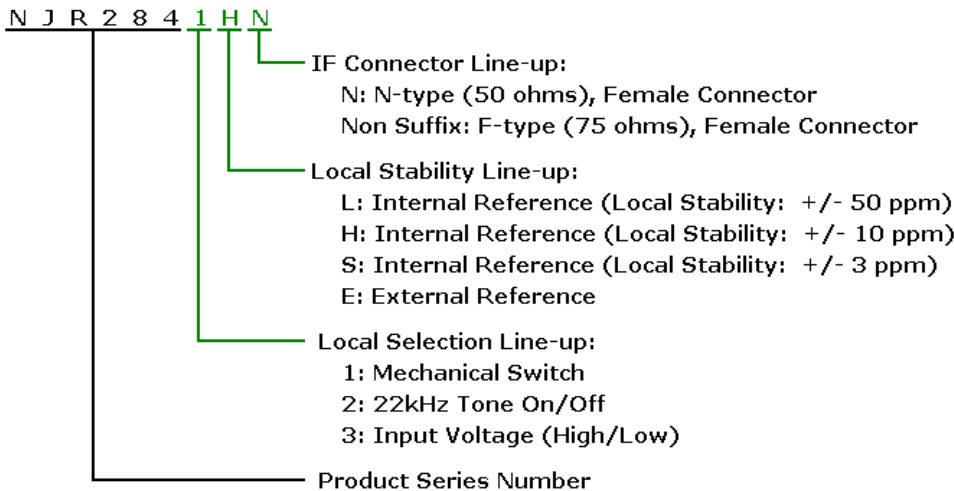 N J R 2 8 4 1 H N
IF Connector Line-up:
N: N-type (50 ohms), Female Connector
Non Suffix: F-type (75 ohms), Female Connector
Local Stability Line-up:
L: Internal Reference (Local Stability: +/- 50 ppm)
H: Internal Reference (Local Stability: +/- 10 ppm)
S: Internal Reference (Local Stability: +/- 3 ppm)
E: External Reference
Local Selection Line-up:
1: Mechanical Switch
2: 22kHz Tone On/Off
3: Input Voltage (High/Low)
Product Series Number